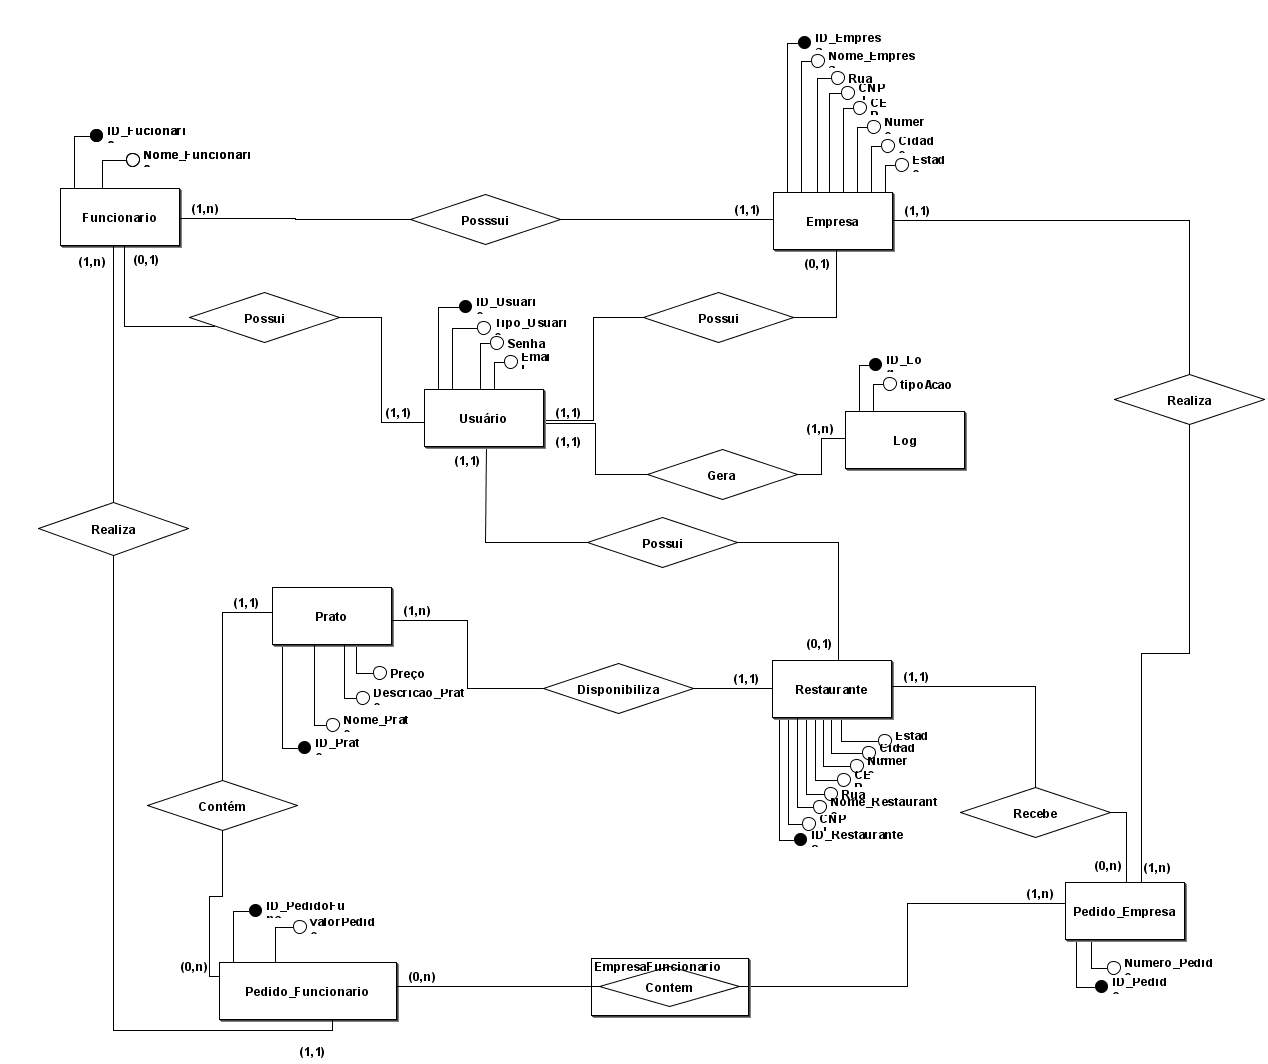 ID_Empres
Nome_Empres
Rua
CNP
CE
Numer
Cidad
Estad
ID_Fucionari
Nome_Funcionari
Funcionario
(1,n)
Posssui
(1,1)
Empresa
(1,1)
(1,n)
(0,1)
(0,1)
ID_Usuari
Tipo_Usuari
Senha
Emai
Possui
Possui
ID_Lo
tipoAcao
Realiza
(1,1)
Usuário
(1,1)
(1,1)
(1,n)
Log
(1,1)
Gera
Realiza
Possui
(1,1)
Prato
(1,n)
(0,1)
Preço
Descricao_Prat
Nome_Prat
ID_Prat
Disponibiliza
(1,1)
Restaurante
(1,1)
Estad
Cidad
Numer
CE
Rua
Nome_Restaurant
CNP
ID_Restaurante
Contém
Recebe
(0,n)
(1,n)
ID_PedidoFu
ValorPedid
(1,n)
Pedido_Empresa
(0,n)
(0,n)
EmpresaFuncionario
Contem
Pedido_Funcionario
Numero_Pedid
ID_Pedid
(1,1)